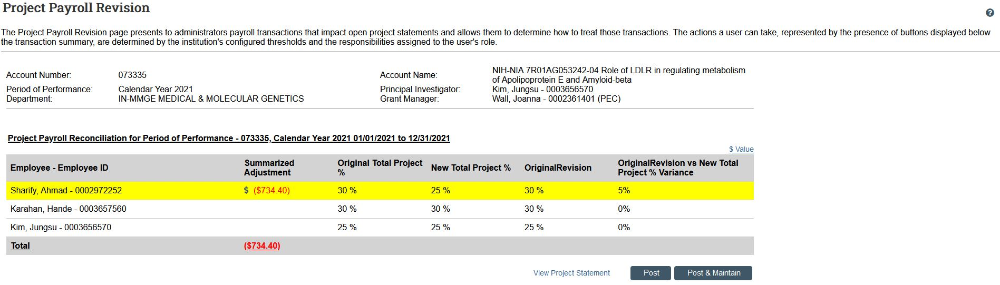 Project Payroll Revision
?
The Project Payroll Revision page presents to administrators payroll transactions that impact open project statements and allows them to determine how to treat those transactions. The actions a user can take, represented by the presence of buttons displayed below
the transaction summary, are determined by the institution's configured thresholds and the responsibilities assigned to the user's role.
Account Number: 073335 Account Name: NIH-NIA 7R01AG053242-04 Role of LDLR in regulating metabolism
of Apolipoprotein E and Amyloid-beta
Period of Performance: Calendar Year 2021 Principal Investigator: Kim, Jungsu - 0003656570
Department: IN-MMGE MEDICAL & MOLECULAR GENETICS Grant Manager: Wall, Joanna - 0002361401 (PEC)
Project Payroll Reconciliation for Period of Performance - 073335, Calendar Year 2021 01/01/2021 to 12/31/2021
$ Value
Employee - Employee ID Summarized Adjustment Original Total Project % New Total Project % OriginalRevision OriginalRevision vs New Total Project % Variance
Sharify, Ahmad - 0002972252 $ ($734.40) 30 % 25 % 30 % 5%
Karahan, Hande - 0003657560 30 % 30 % 30 % 0%
Kim, Jungsu - 0003656570 25 % 25 % 25 % 0%
Total ($734.40)
View Project Statement Post Post & Maintain